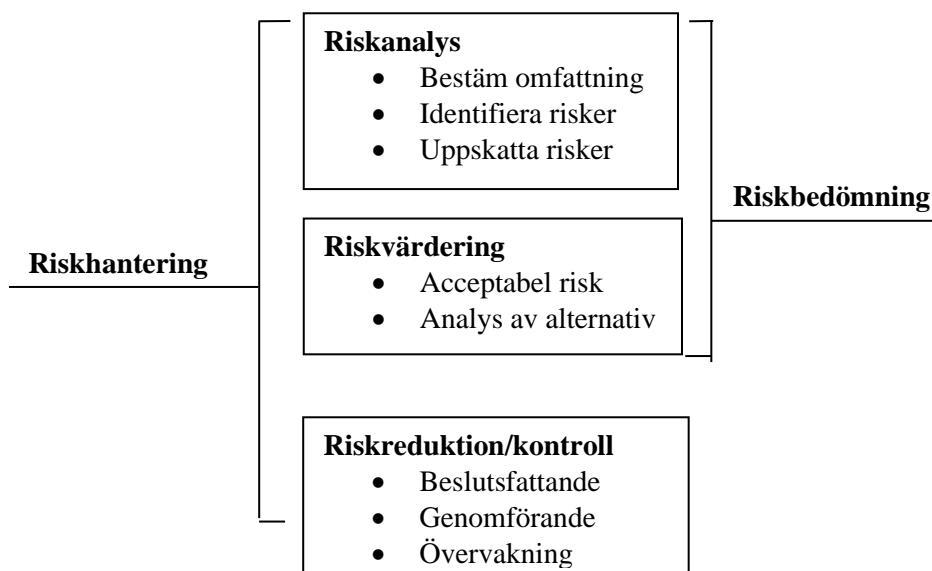 Riskanalys
• Bestäm omfattning
• Identifiera risker
• Uppskatta risker
Riskbedömning
Riskvärdering
• Acceptabel risk
• Analys av alternativ
Riskhantering
Riskreduktion/kontroll
• Beslutsfattande
• Genomförande
• Övervakning